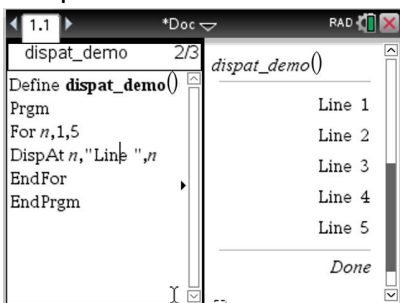 1.1 *Doc RAD
dispat_demo 2/3
Define dispat_demo()
Prgm
For n,1,5
DispAt n,"Line ",n
EndFor
EndPrgm
dispat_demo()
Line 1
Line 2
Line 3
Line 4
Line 5
Done